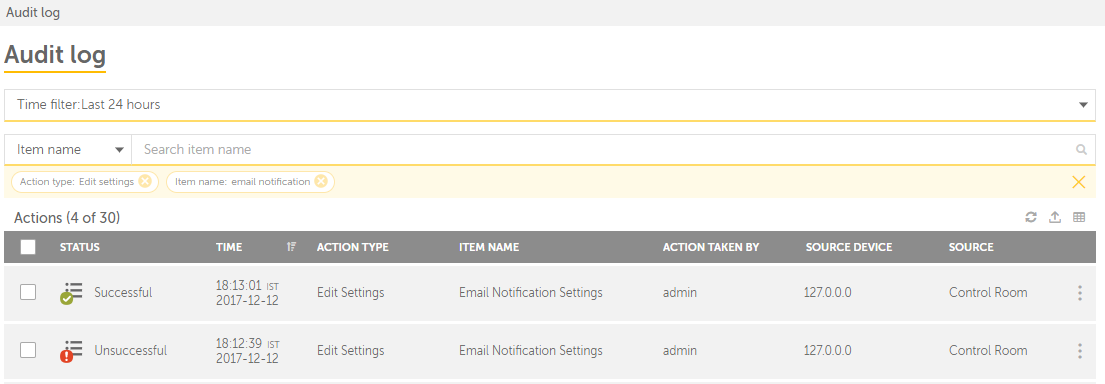 Audit log
Audit log
Time filter:Last 24 hours
Item name Search item name
Action type: Edit settings Item name: email notification
Actions (4 of 30)
STATUS TIME ACTION TYPE ITEM NAME ACTION TAKEN BY SOURCE DEVICE SOURCE
Successful 18:13:01 IST 2017-12-12 Edit Settings Email Notification Settings admin 127.0.0.0 Control Room
Unsuccessful 18:12:39 IST 2017-12-12 Edit Settings Email Notification Settings admin 127.0.0.0 Control Room